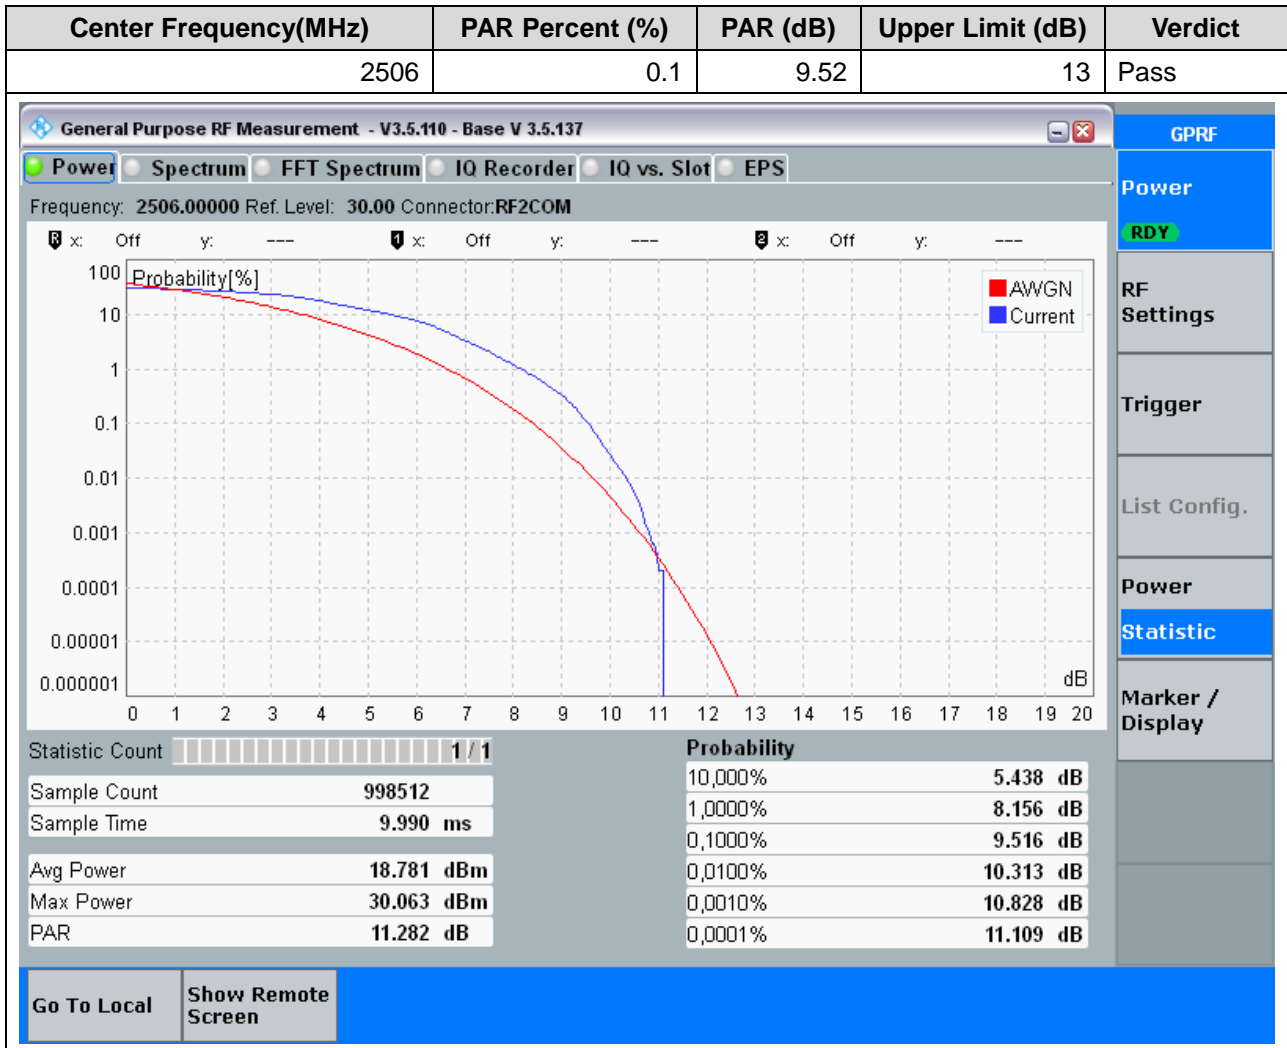 Center Frequency(MHz) PAR Percent (%) PAR (dB) Upper Limit (dB) Verdict
2506 0.1 9.52 13 Pass
General Purpose RF Measurement - V3.5.110 - Base V 3.5.137
GPRF
Power Spectrum FFT Spectrum IQ Recorder IQ vs. Slot EPS
Power
RDY
Frequency: 2506.00000 Ref. Level: 30.00 Connector:RF2COM
R x: Off y: --- 1 x: Off y: --- 2 x: Off y: ---
Probability[%]
AWGN
Current
100
10
1
0.1
0.01
0.001
0.0001
0.00001
0.000001
dB
0 1 2 3 4 5 6 7 8 9 10 11 12 13 14 15 16 17 18 19 20
RF
Settings
Trigger
List Config.
Power
Statistic
Marker /
Display
Statistic Count 1 / 1
Sample Count 998512
Sample Time 9.990 ms
Avg Power 18.781 dBm
Max Power 30.063 dBm
PAR 11.282 dB
Probability
10,000% 5.438 dB
1,0000% 8.156 dB
0,1000% 9.516 dB
0,0100% 10.313 dB
0,0010% 10.828 dB
0,0001% 11.109 dB
Go To Local
Show Remote
Screen